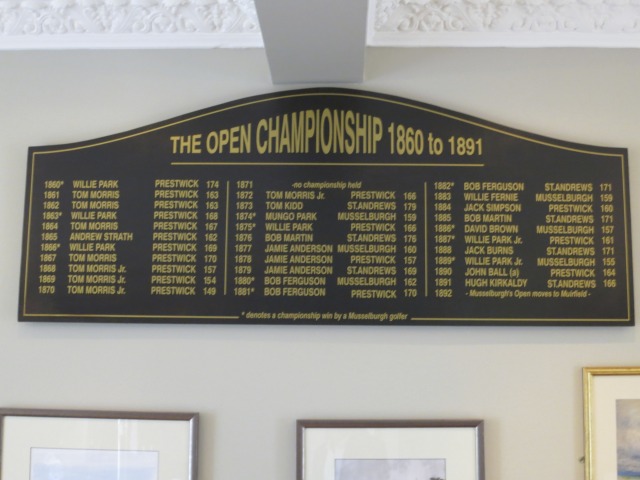 THE OPEN CHAMPIONSHIP 1860 to 1891
1860* WILLIE PARK PRESTWICK 174
1861 TOM MORRIS PRESTWICK 163
1862 TOM MORRIS PRESTWICK 163
1863* WILLIE PARK PRESTWICK 168
1864 TOM MORRIS PRESTWICK 167
1865 ANDREW STRATH PRESTWICK 162
1866* WILLIE PARK PRESTWICK 169
1867 TOM MORRIS PRESTWICK 170
1868 TOM MORRIS Jr. PRESTWICK 157
1869 TOM MORRIS Jr. PRESTWICK 154
1870 TOM MORRIS Jr. PRESTWICK 149
1871 -no championship held
1872 TOM MORRIS Jr. PRESTWICK 166
1873 TOM KIDD ST.ANDREWS 179
1874* MUNGO PARK MUSSELBURGH 159
1875* WILLIE PARK PRESTWICK 166
1876 BOB MARTIN ST.ANDREWS 176
1877 JAMIE ANDERSON MUSSELBURGH 160
1878 JAMIE ANDERSON PRESTWICK 157
1879 JAMIE ANDERSON ST.ANDREWS 169
1880* BOB FERGUSON MUSSELBURGH 162
1881* BOB FERGUSON PRESTWICK 170
1882* BOB FERGUSON ST.ANDREWS 171
1883 WILLIE FERNIE MUSSELBURGH 159
1884 JACK SIMPSON PRESTWICK 160
1885 BOB MARTIN ST.ANDREWS 171
1886* DAVID BROWN MUSSELBURGH 157
1887* WILLIE PARK Jr. PRESTWICK 161
1888 JACK BURNS ST.ANDREWS 171
1889* WILLIE PARK Jr. MUSSELBURGH 155
1890 JOHN BALL (a) PRESTWICK 164
1891 HUGH KIRKALDY ST.ANDREWS 166
1892 - Musselburgh's Open moves to Muirfield -
* denotes a championship win by a Musselburgh golfer